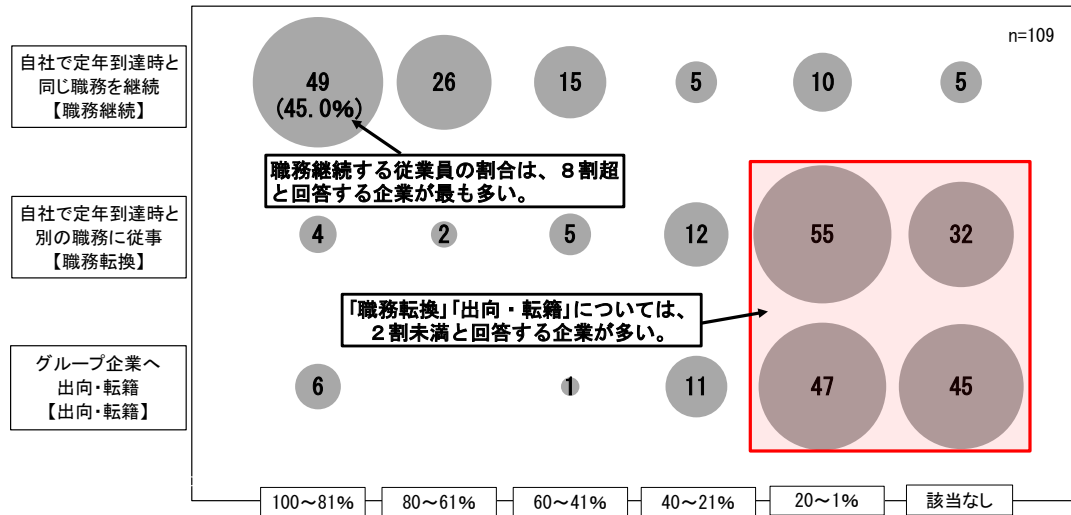 n=109
自社で定年到達時と
同じ職務を継続
【職務継続】
49
(45.0%)
26
15
5
10
5
職務継続する従業員の割合は、８割超
と回答する企業が最も多い。
自社で定年到達時と
別の職務に従事
【職務転換】
4
2
5
12
55
32
「職務転換」「出向・転籍」については、
２割未満と回答する企業が多い。
グループ企業へ
出向・転籍
【出向・転籍】
6
1
11
47
45
100～81%
80～61%
60～41%
40～21%
20～1%
該当なし